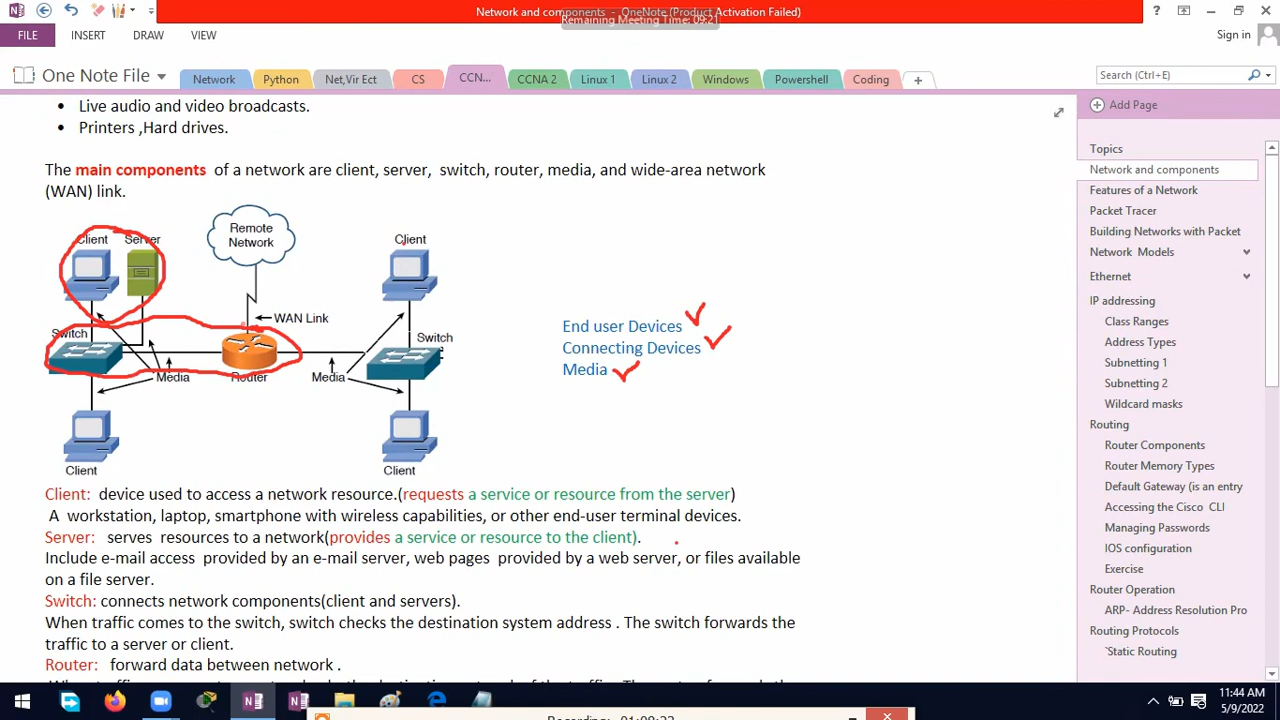 Network and components - OneNote (Product Activation Failed)
Remaining Meeting Time: 09:21
FILE INSERT DRAW VIEW
Sign in
One Note File
Network Python Net,Vir Ect CS CCN... CCNA 2 Linux 1 Linux 2 Windows Powershell Coding
Search (Ctrl+E)
Add Page
• Live audio and video broadcasts.
• Printers ,Hard drives.
The main components of a network are client, server, switch, router, media, and wide-area network
(WAN) link.
Client Server
Remote
Network
Client
WAN Link
Switch
Switch
Media
Router
Media
Client
Client
End user Devices
Connecting Devices
Media
Client: device used to access a network resource.(requests a service or resource from the server)
A workstation, laptop, smartphone with wireless capabilities, or other end-user terminal devices.
Server: serves resources to a network(provides a service or resource to the client).
Include e-mail access provided by an e-mail server, web pages provided by a web server, or files available
on a file server.
Switch: connects network components(client and servers).
When traffic comes to the switch, switch checks the destination system address . The switch forwards the
traffic to a server or client.
Router: forward data between network .
Topics
Network and components
Features of a Network
Packet Tracer
Building Networks with Packet
Network Models
Ethernet
IP addressing
Class Ranges
Address Types
Subnetting 1
Subnetting 2
Wildcard masks
Routing
Router Components
Router Memory Types
Default Gateway (is an entry
Accessing the Cisco CLI
Managing Passwords
IOS configuration
Exercise
Router Operation
ARP- Address Resolution Pro
Routing Protocols
`Static Routing
11:44 AM
5/9/2022